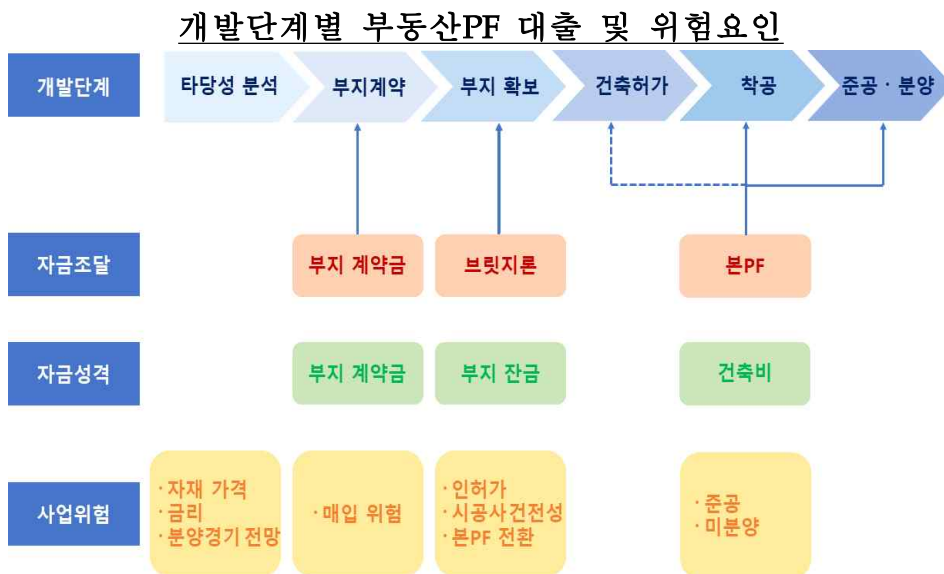 개발단계별 부동산PF 대출 및 위험요인
개발단계
타당성 분석
부지계약
부지 확보
건축허가
착공
준공 · 분양
자금조달
부지 계약금
브릿지론
본PF
자금성격
부지 계약금
부지 잔금
건축비
사업위험
· 자재 가격
· 금리
· 분양경기 전망
· 매입 위험
· 인허가
· 시공사건전성
· 본PF 전환
· 준공
· 미분양